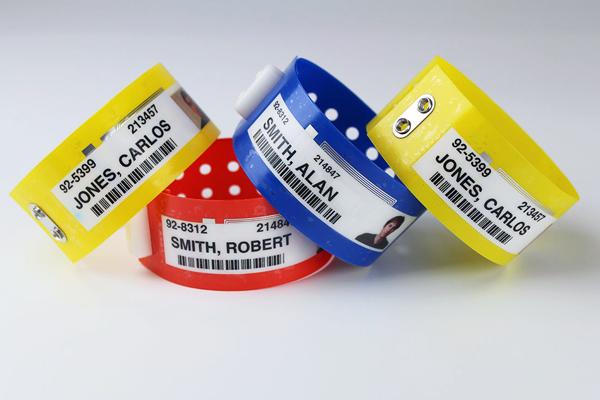 92-5399 213457
JONES, CARLOS
92-8312 21484
SMITH, ROBERT
92-8312 214847
SMITH, ALAN
92-5399 213457
JONES, CARLOS